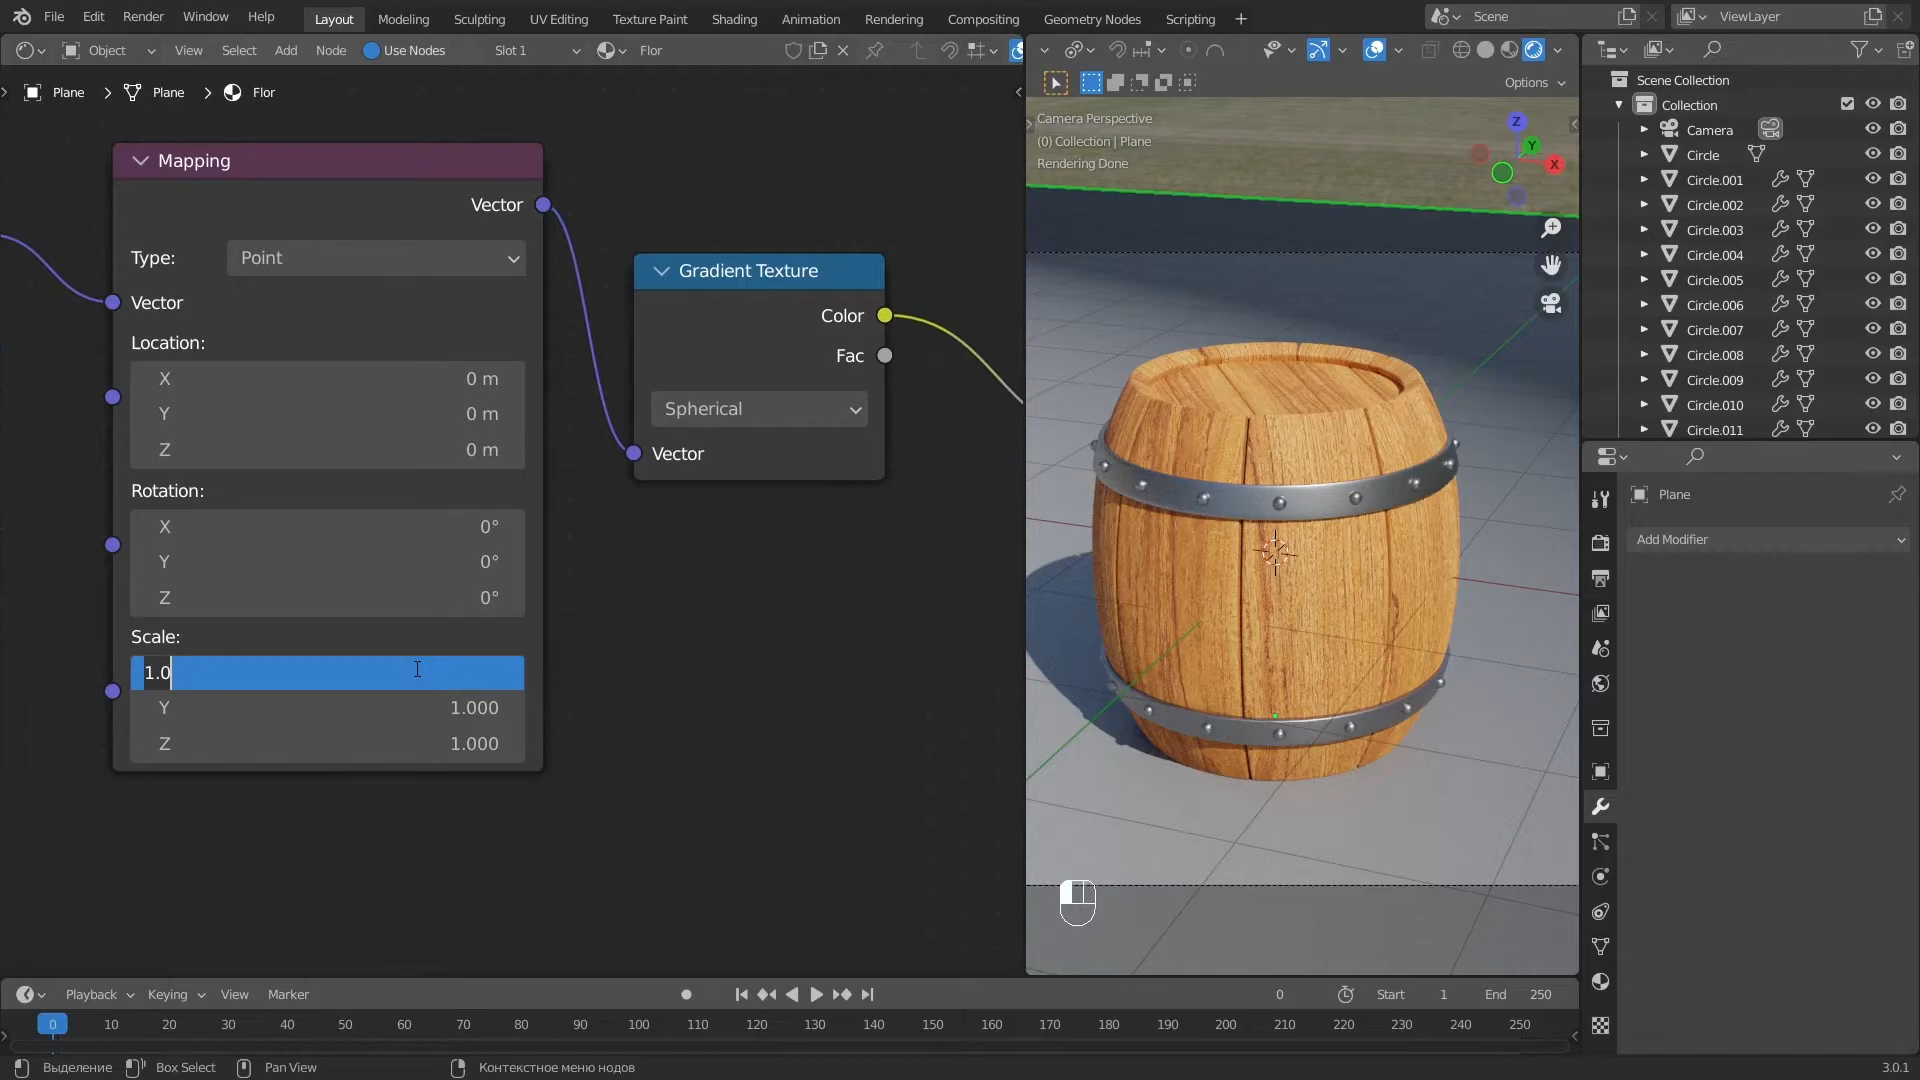 File Edit Render Window Help Layout Modeling Sculpting UV Editing Texture Paint Shading Animation Rendering Compositing Geometry Nodes Scripting + Scene ViewLayer
Object View Select Add Node Use Nodes Slot 1 Flor
Options
Plane > Plane > Flor
Camera Perspective
(0) Collection | Plane
Rendering Done
Z
Y
X
Mapping
Vector
Type: Point
Vector
Location:
X 0 m
Y 0 m
Z 0 m
Rotation:
X 0°
Y 0°
Z 0°
Scale:
1.0
Y 1.000
Z 1.000
Gradient Texture
Color
Fac
Spherical
Vector
Scene Collection
Collection
Camera
Circle
Circle.001
Circle.002
Circle.003
Circle.004
Circle.005
Circle.006
Circle.007
Circle.008
Circle.009
Circle.010
Circle.011
Plane
Add Modifier
Playback Keying View Marker 0 Start 1 End 250
0 10 20 30 40 50 60 70 80 90 100 110 120 130 140 150 160 170 180 190 200 210 220 230 240 250
Выделение Box Select Pan View Контекстное меню нодов 3.0.1